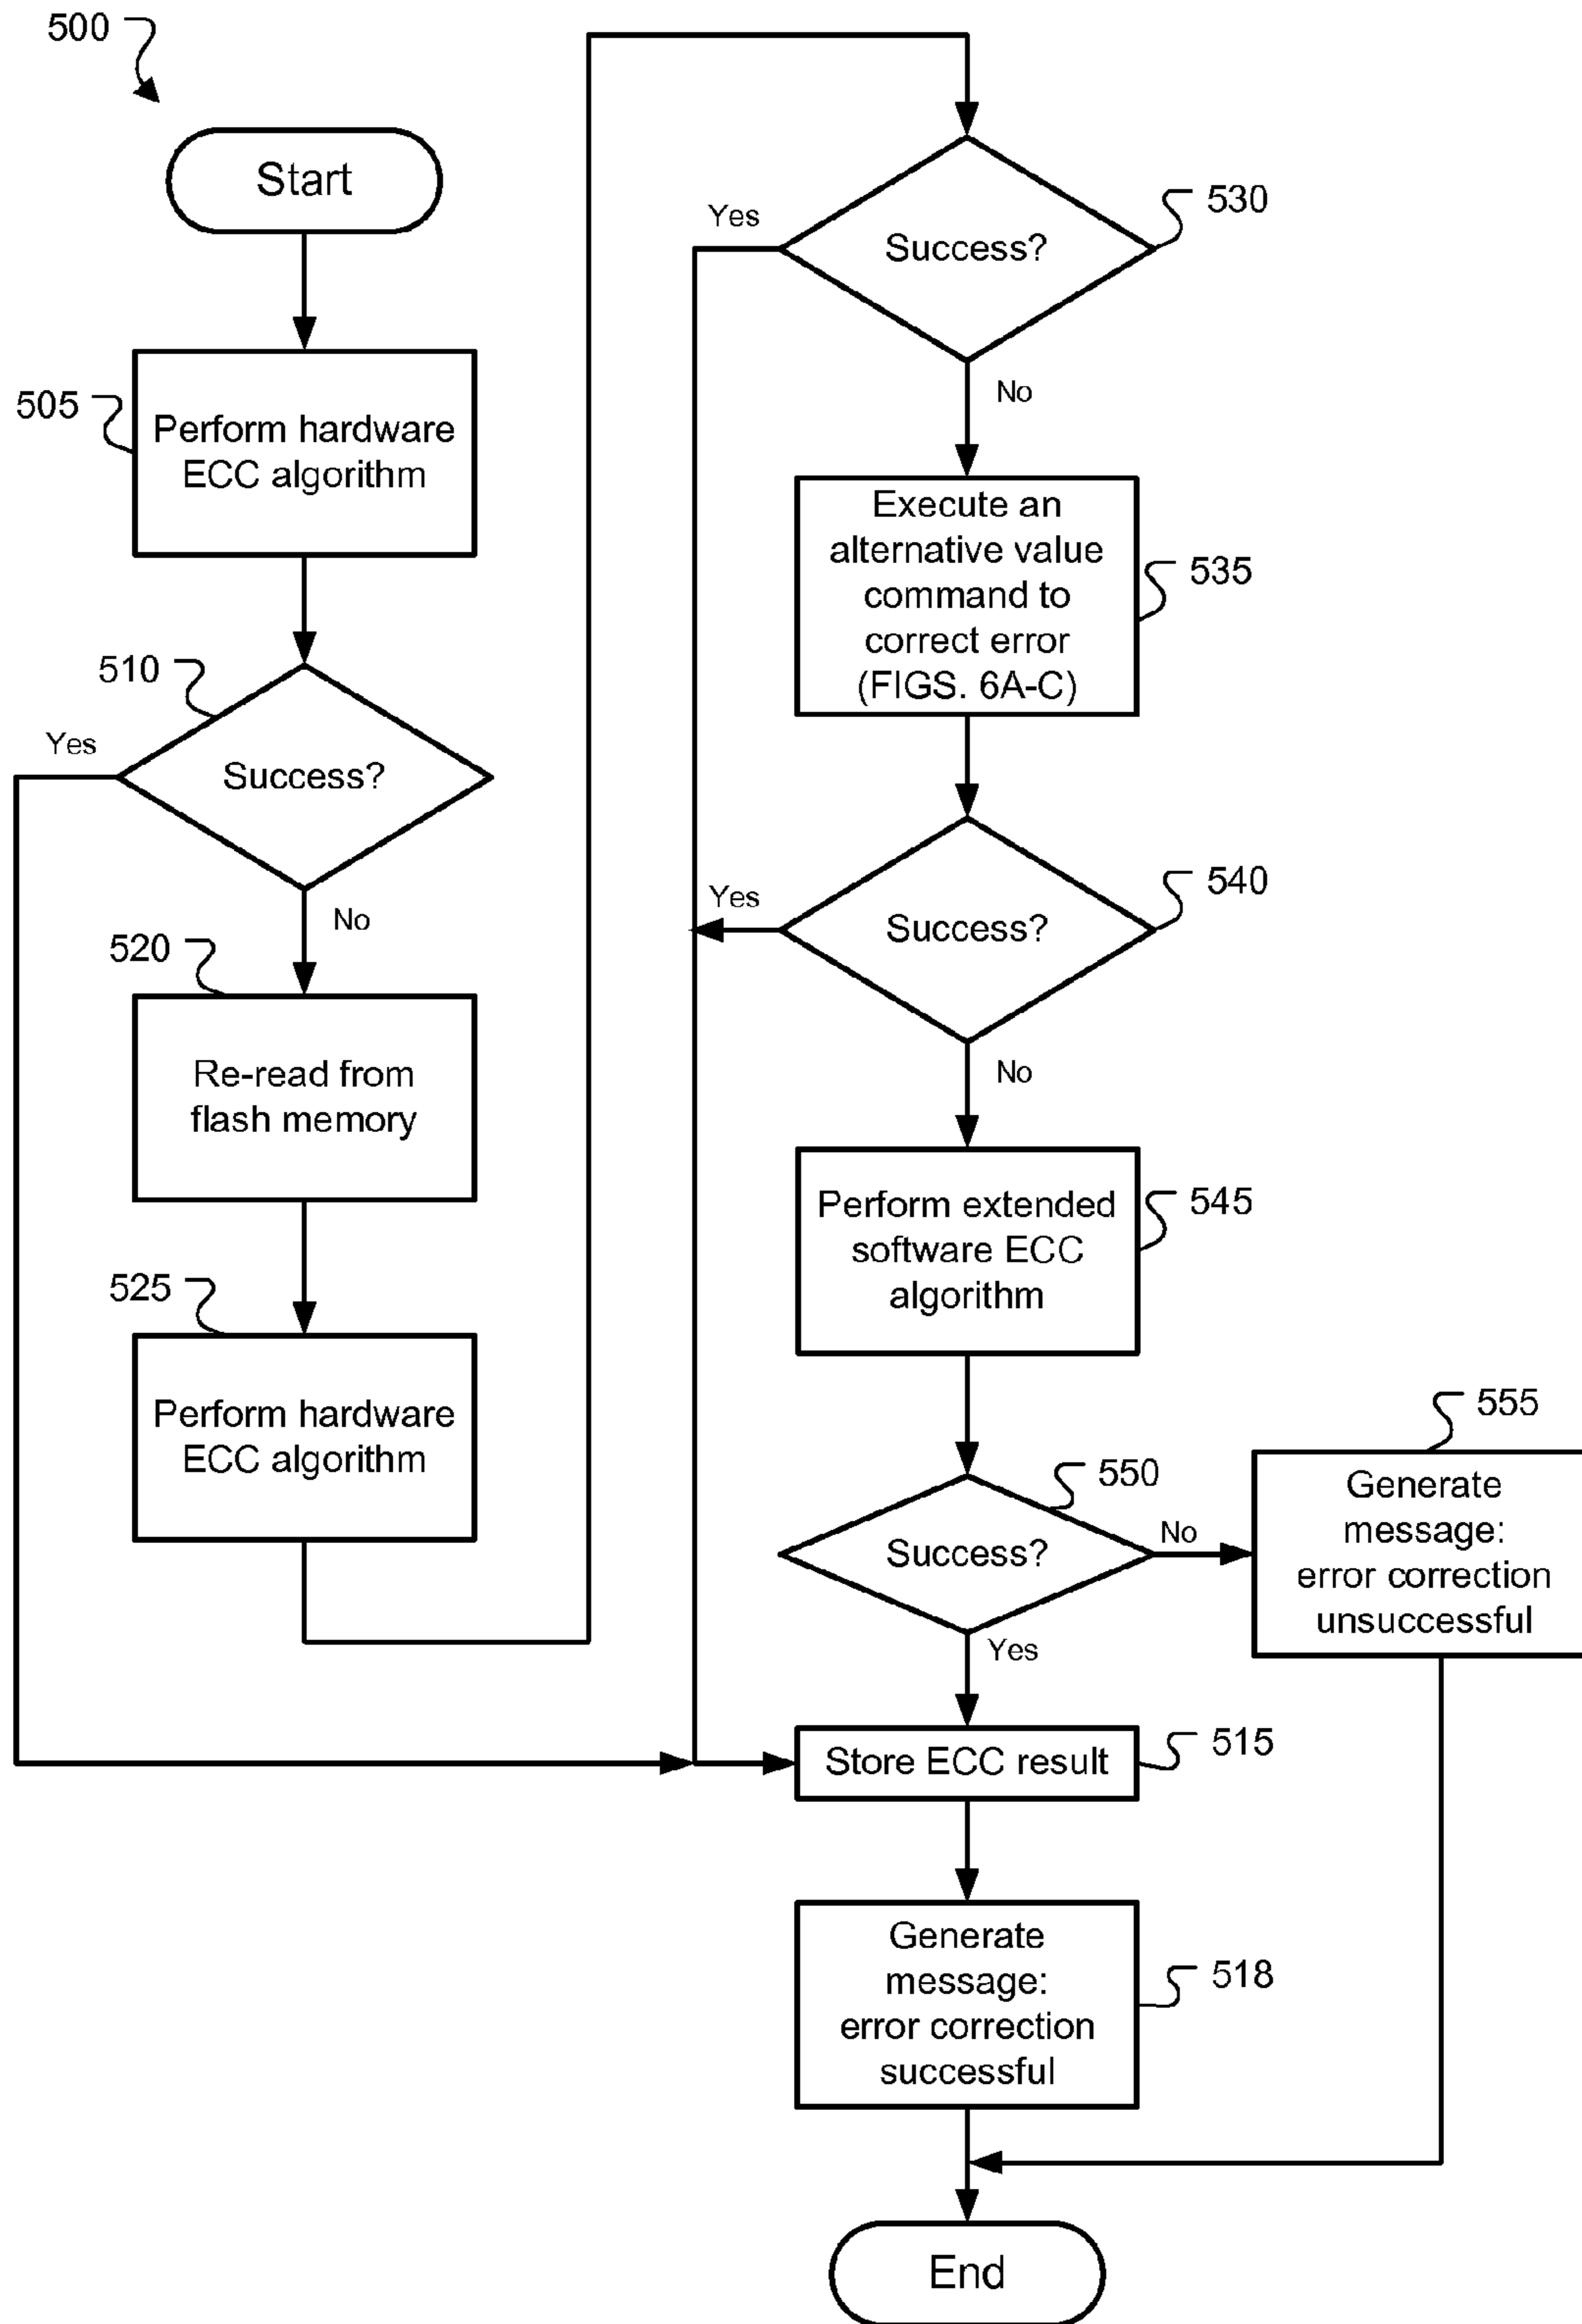 500
Start
505
Perform hardware
ECC algorithm
510
Yes
Success?
No
520
Re-read from
flash memory
525
Perform hardware
ECC algorithm
530
Yes
Success?
No
Execute an
alternative value
command to
correct error
(FIGS. 6A-C)
535
540
Yes
Success?
No
Perform extended
software ECC
algorithm
545
550
Success?
No
Yes
555
Generate
message:
error correction
unsuccessful
Store ECC result
515
Generate
message:
error correction
successful
518
End